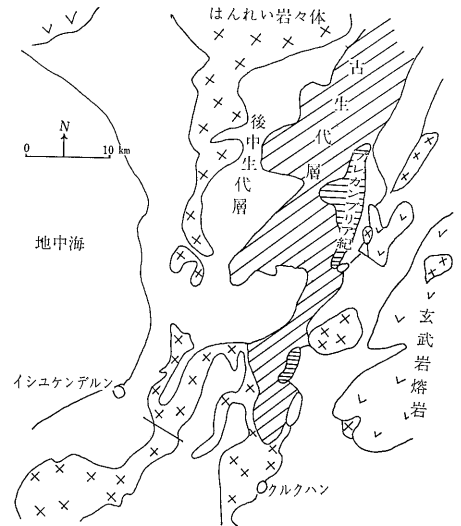 はんれい岩々体
古生代層
後中生代層
プレカンブリア紀
N
0 10 km
地中海
玄武岩熔岩
イシユケンデルン
クルクハン